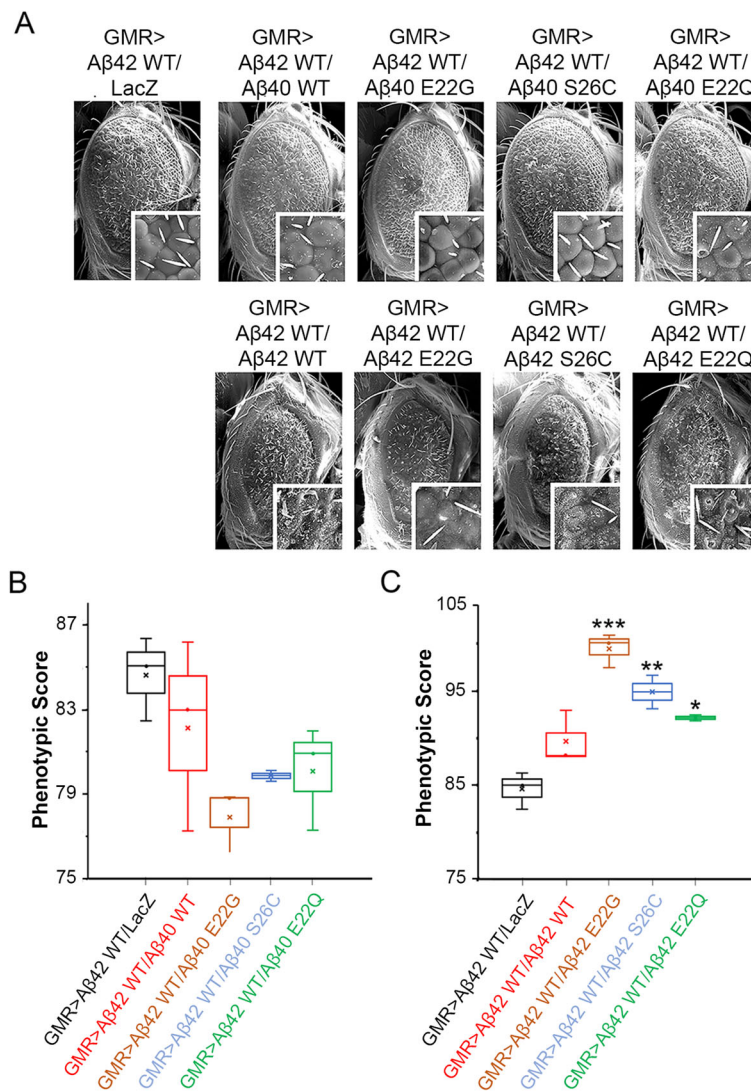 A
GMR>
Aβ42 WT/
LacZ
GMR>
Aβ42 WT/
Aβ40 WT
GMR>
Aβ42 WT/
Aβ40 E22G
GMR>
Aβ42 WT/
Aβ40 S26C
GMR>
Aβ42 WT/
Aβ40 E22Q
GMR>
Aβ42 WT/
Aβ42 WT
GMR>
Aβ42 WT/
Aβ42 E22G
GMR>
Aβ42 WT/
Aβ42 S26C
GMR>
Aβ42 WT/
Aβ42 E22Q
B
Phenotypic Score
87
83
79
75
GMR>Aβ42 WT/LacZ
GMR>Aβ42 WT/Aβ40 WT
GMR>Aβ42 WT/Aβ40 E22G
GMR>Aβ42 WT/Aβ40 S26C
GMR>Aβ42 WT/Aβ40 E22Q
C
Phenotypic Score
105
95
85
75
***
**
*
GMR>Aβ42 WT/LacZ
GMR>Aβ42 WT/Aβ42 WT
GMR>Aβ42 WT/Aβ42 E22G
GMR>Aβ42 WT/Aβ42 S26C
GMR>Aβ42 WT/Aβ42 E22Q